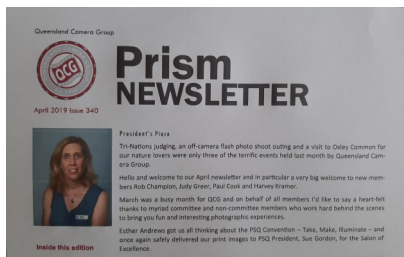 Queensland Camera Group
QCG
Prism
NEWSLETTER
April 2019 Issue 340
President's Piece
Tri-Nations judging, an off-camera flash photo shoot outing and a visit to Oxley Common for
our nature lovers were only three of the terrific events held last month by Queensland Cam-
era Group.
Hello and welcome to our April newsletter and in particular a very big welcome to new mem-
bers Rob Champion, Judy Greer, Paul Cook and Harvey Kramer.
March was a busy month for QCG and on behalf of all members I'd like to say a heart-felt
thanks to myriad committee and non-committee members who work hard behind the scenes
to bring you fun and interesting photographic experiences.
Esther Andrews got us all thinking about the PSQ Convention – Take, Make, Illuminate – and
once again safely delivered our print images to PSQ President, Sue Gordon, for the Salon of
Excellence.
Inside this edition